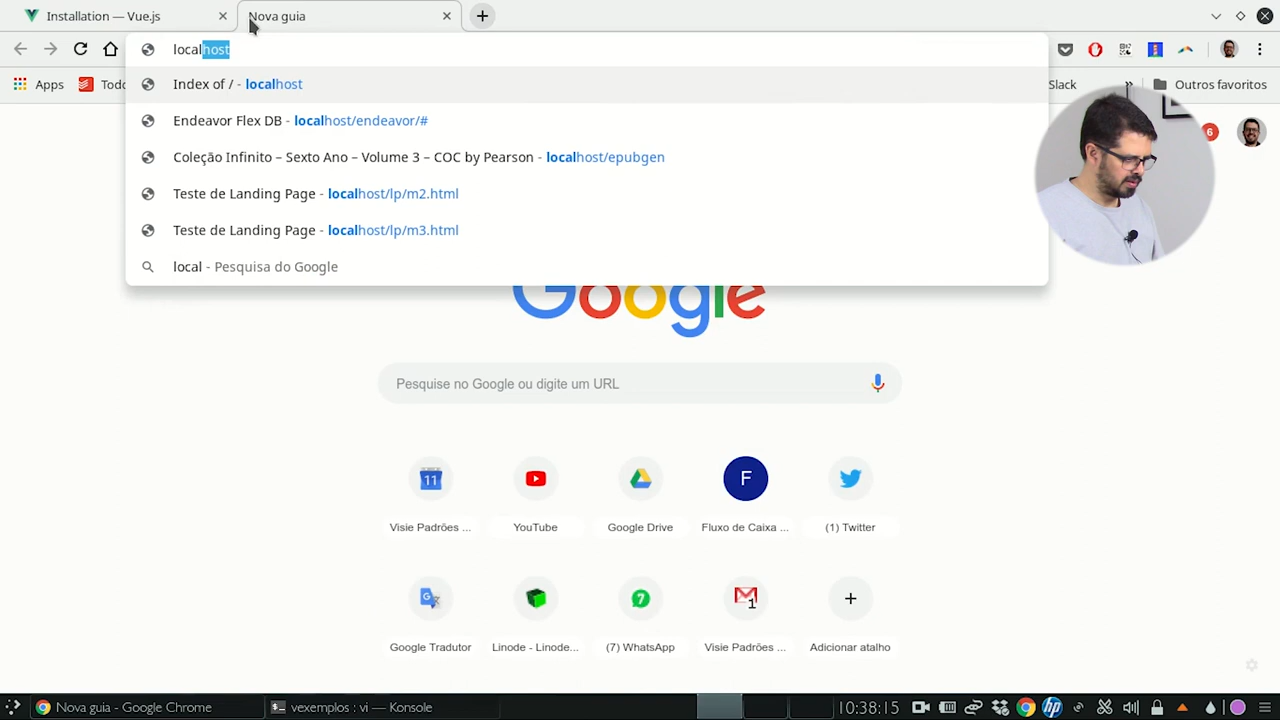 Installation — Vue.js
Nova guia
localhost
Apps
Todo
Slack
»
Outros favoritos
Index of / - localhost
Endeavor Flex DB - localhost/endeavor/#
Coleção Infinito – Sexto Ano – Volume 3 – COC by Pearson - localhost/epubgen
Teste de Landing Page - localhost/lp/m2.html
Teste de Landing Page - localhost/lp/m3.html
local - Pesquisa do Google
6
Google
Pesquise no Google ou digite um URL
11
F
Visie Padrões ...
YouTube
Google Drive
Fluxo de Caixa ...
(1) Twitter
7
1
Google Tradutor
Linode - Linode...
(7) WhatsApp
Visie Padrões ...
Adicionar atalho
Nova guia - Google Chrome
vexemplos : vi — Konsole
hp
10:38:15